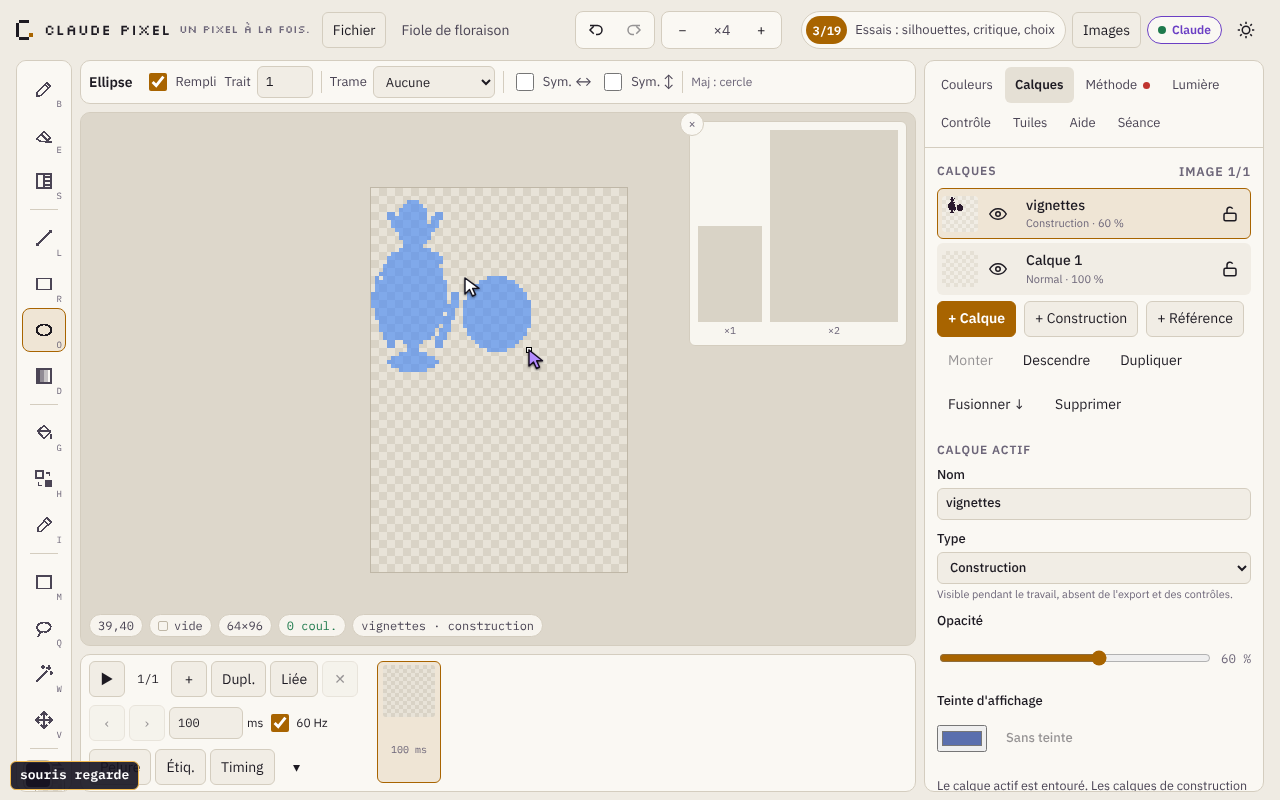 CLAUDE PIXEL UN PIXEL À LA FOIS. Fichier Fiole de floraison − ×4 + 3/19 Essais : silhouettes, critique, choix Images Claude
Ellipse Rempli Trait 1 Trame Aucune Sym. ↔ Sym. ↕ Maj : cercle
B
E
S
L
R
O
D
G
H
I
M
Q
W
V
×
×1 ×2
39,40 vide 64×96 0 coul. vignettes · construction
1/1 + Dupl. Liée ×
‹ › 100 ms 60 Hz
Étiq. Timing ▼
100 ms
souris regarde
Couleurs Calques Méthode Lumière
Contrôle Tuiles Aide Séance
CALQUES IMAGE 1/1
vignettes
Construction · 60 %
Calque 1
Normal · 100 %
+ Calque + Construction + Référence
Monter Descendre Dupliquer
Fusionner ↓ Supprimer
CALQUE ACTIF
Nom
vignettes
Type
Construction
Visible pendant le travail, absent de l'export et des contrôles.
Opacité
60 %
Teinte d'affichage
Sans teinte
Le calque actif est entouré. Les calques de construction